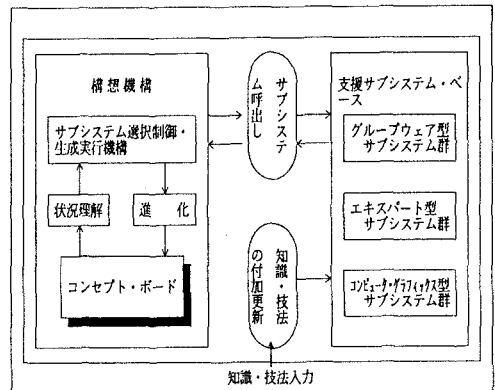 構想機構
サブシステム選択制御・
生成実行機構
状況理解
進 化
コンセプト・ボード
サブシステ
ム呼出し
知識・技法
の付加更新
支援サブシステム・ベ
ース
グループウェア型
サブシステム群
エキスパート型
サブシステム群
コンピュータ・グラフィックス型
サブシステム群
知識・技法入力